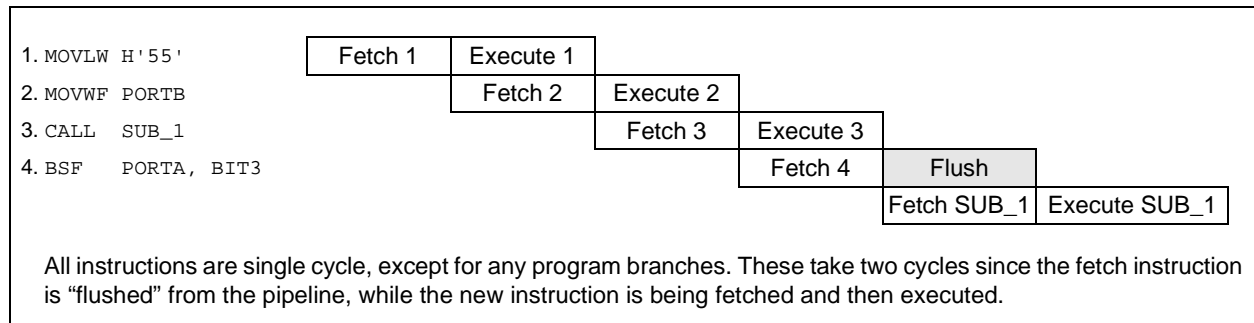 1. MOVLW H'55' Fetch 1 Execute 1
2. MOVWF PORTB Fetch 2 Execute 2
3. CALL SUB_1 Fetch 3 Execute 3
4. BSF PORTA, BIT3 Fetch 4 Flush
Fetch SUB_1 Execute SUB_1
All instructions are single cycle, except for any program branches. These take two cycles since the fetch instruction
is “flushed” from the pipeline, while the new instruction is being fetched and then executed.